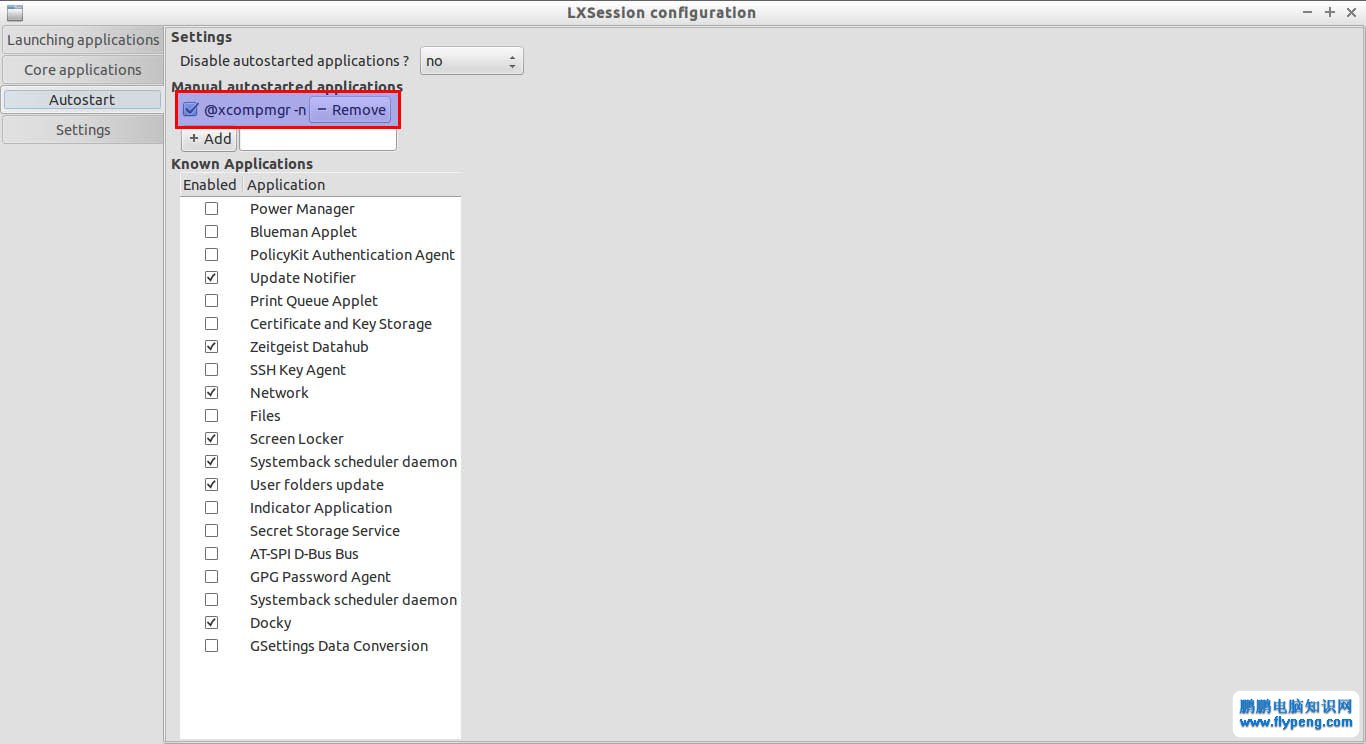 LXSession configuration
Launching applications
Core applications
Autostart
Settings
Settings
Disable autostarted applications ? no
Manual autostarted applications
@xcompmgr -n − Remove
+ Add
Known Applications
Enabled Application
Power Manager
Blueman Applet
PolicyKit Authentication Agent
Update Notifier
Print Queue Applet
Certificate and Key Storage
Zeitgeist Datahub
SSH Key Agent
Network
Files
Screen Locker
Systemback scheduler daemon
User folders update
Indicator Application
Secret Storage Service
AT-SPI D-Bus Bus
GPG Password Agent
Systemback scheduler daemon
Docky
GSettings Data Conversion
鹏鹏电脑知识网
www.flypeng.com